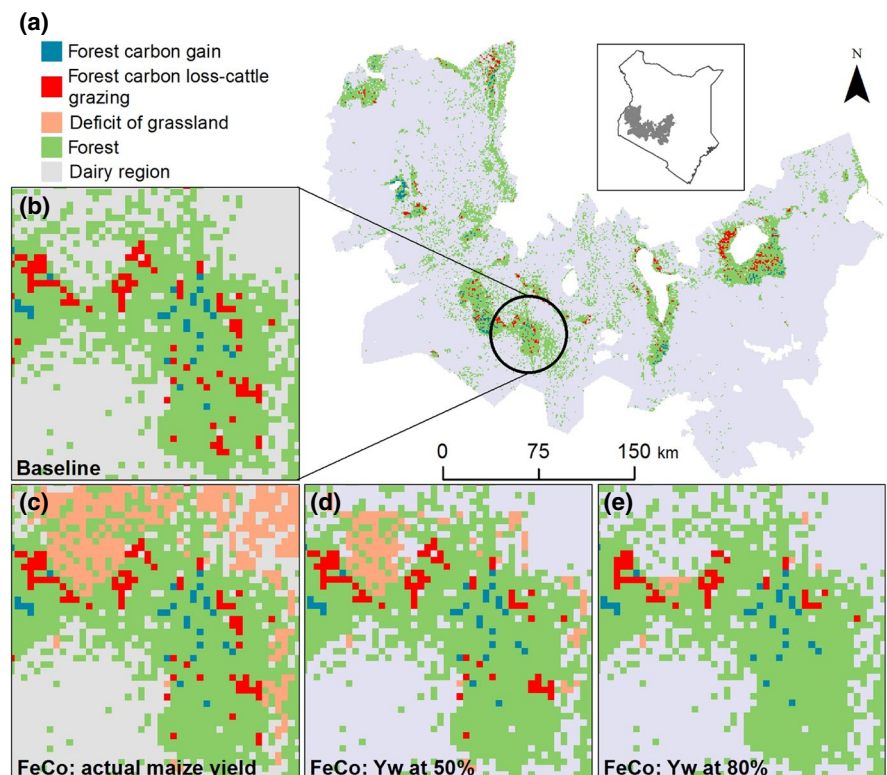 (a)
Forest carbon gain
Forest carbon loss-cattle
grazing
Deficit of grassland
Forest
Dairy region
N
(b)
Baseline
0 75 150 km
(c)
FeCo: actual maize yield
(d)
FeCo: Yw at 50%
(e)
FeCo: Yw at 80%